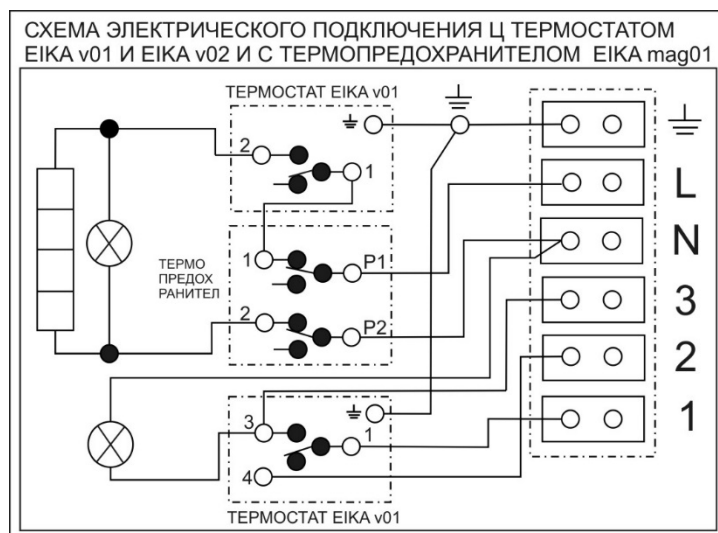 СХЕМА ЭЛЕКТРИЧЕСКОГО ПОДКЛЮЧЕНИЯ Ц ТЕРМОСТАТОМ
EIKA v01 И EIKA v02 И С ТЕРМОПРЕДОХРАНИТЕЛОМ EIKA mag01
ТЕРМОСТАТ EIKA v01
2
1
L
N
1
P1
ТЕРМО
ПРЕДОХ
РАНИТЕЛ
2
P2
3
2
3
1
1
4
ТЕРМОСТАТ EIKA v01